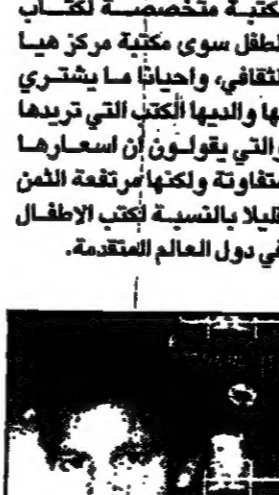 مكتبة متخصصة لكتاب
الطفل سوى مكتبة مركز هيا
الثقافي، واحيانا ما يشتري
لها والديها الكتب التي تريدها
والتي يقولون أن اسعارها
متفاوتة ولكنها مرتفعة الثمن
قليلا بالنسبة لكتب الاطفال
في دول العالم المتقدمة.